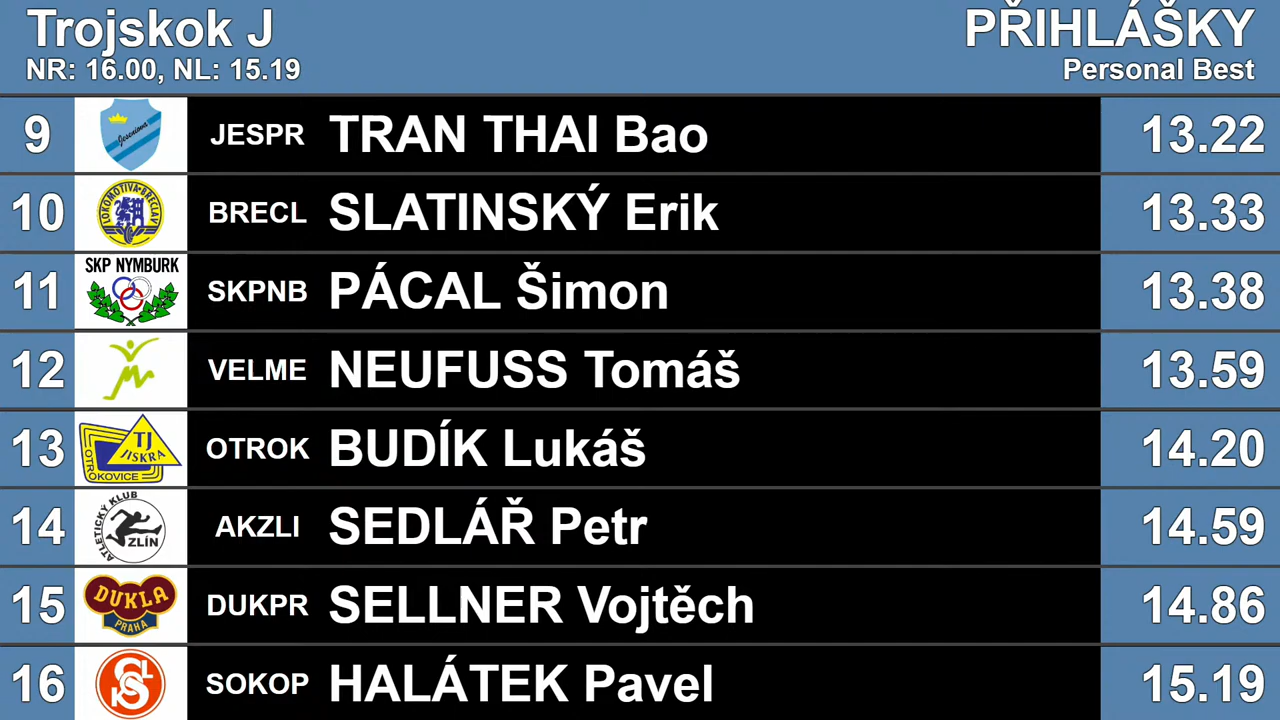 Trojskok J
PŘIHLÁŠKY
NR: 16.00, NL: 15.19
Personal Best
9 Jeseniova JESPR TRAN THAI Bao 13.22
10 LOKOMOTIVA BŘECLAV BRECL SLATINSKÝ Erik 13.33
11 SKP NYMBURK SKPNB PÁCAL Šimon 13.38
12 VELME NEUFUSS Tomáš 13.59
13 TJ JISKRA OTROKOVICE OTROK BUDÍK Lukáš 14.20
14 ATLETICKÝ KLUB ZLÍN AKZLI SEDLÁŘ Petr 14.59
15 DUKLA PRAHA DUKPR SELLNER Vojtěch 14.86
16 SOKOP HALÁTEK Pavel 15.19